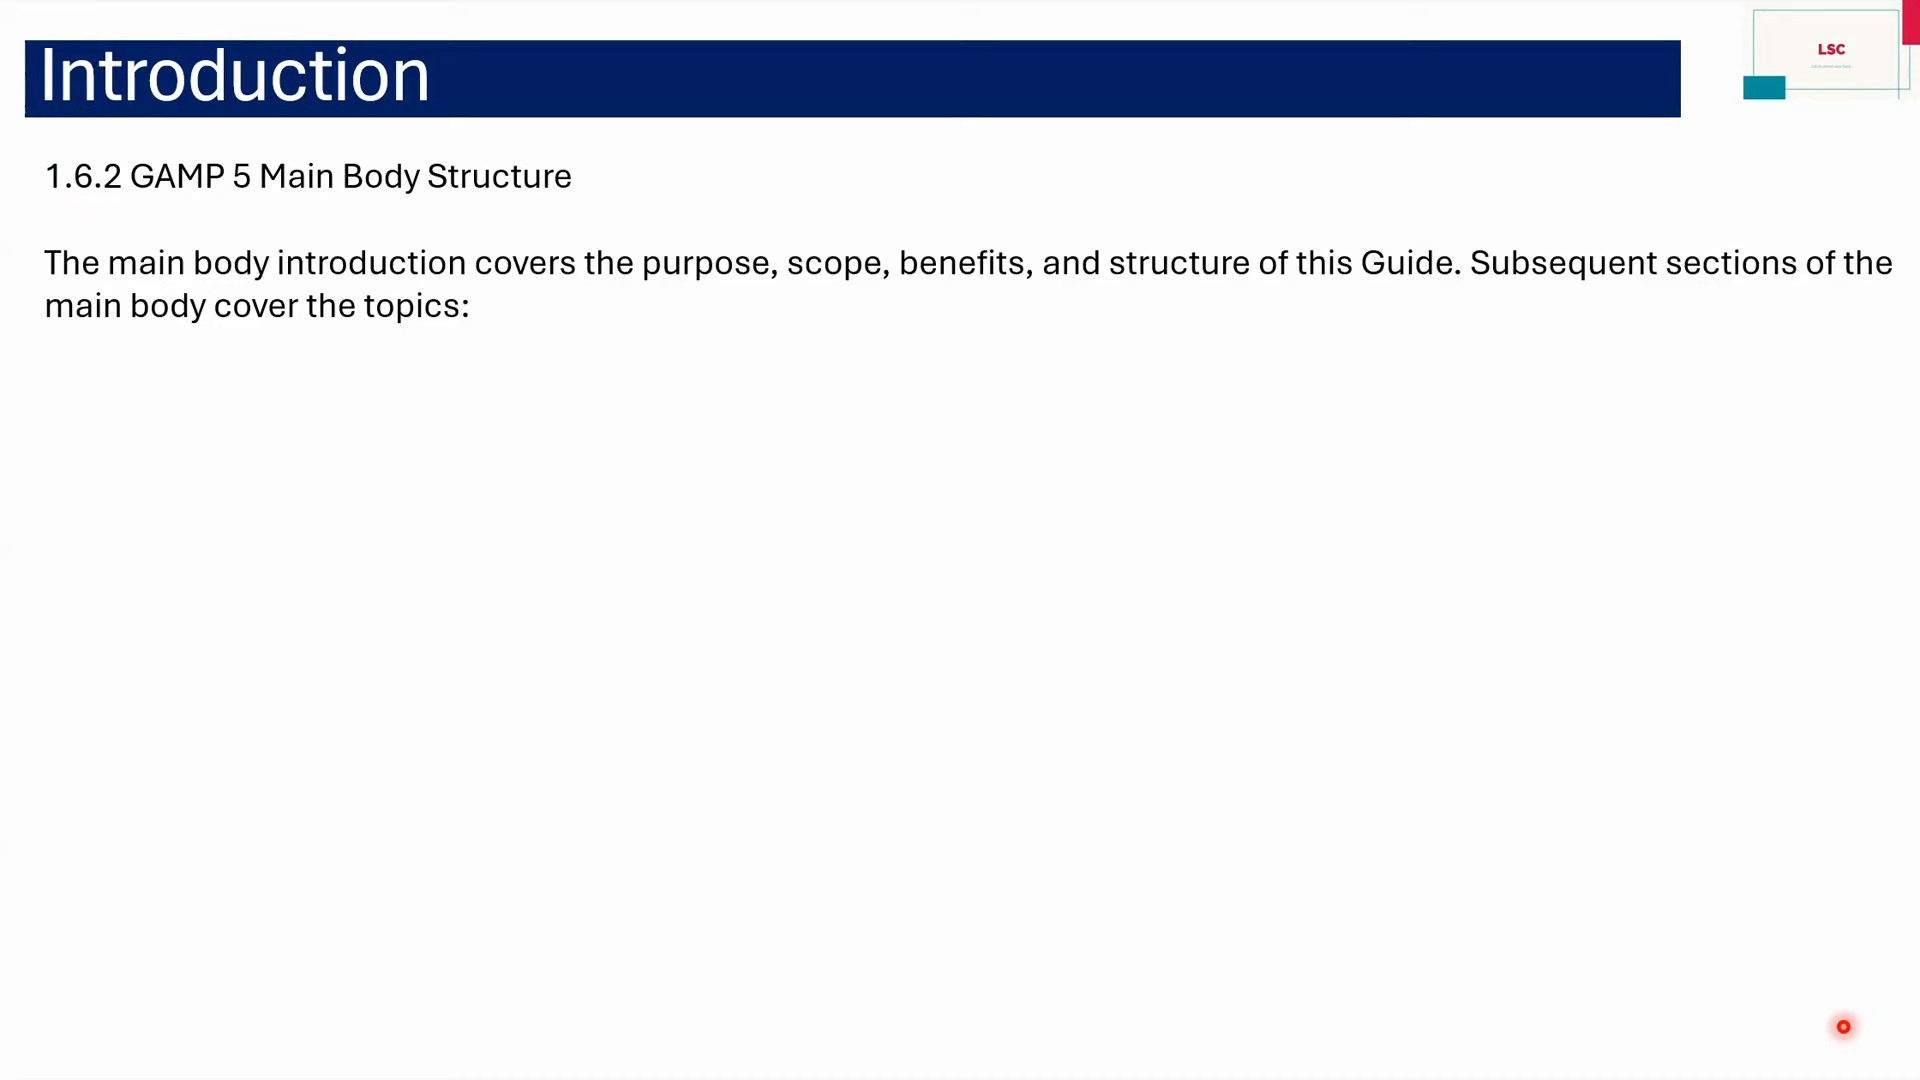 Introduction
LSC
1.6.2 GAMP 5 Main Body Structure
The main body introduction covers the purpose, scope, benefits, and structure of this Guide. Subsequent sections of the
main body cover the topics: